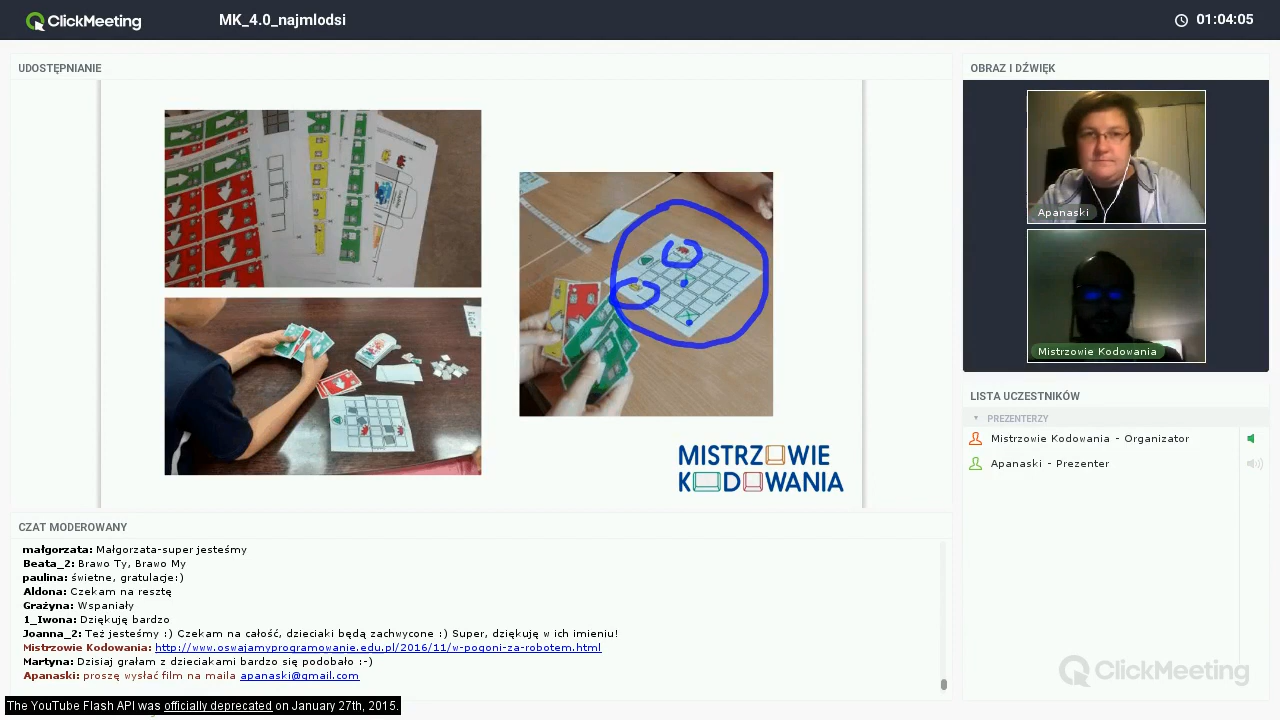 ClickMeeting
MK_4.0_najmlodsi
01:04:05
UDOSTĘPNIANIE
OBRAZ I DŹWIĘK
Apanaski
Mistrzowie Kodowania
MISTRZOWIE
KODOWANIA
LISTA UCZESTNIKÓW
PREZENTERZY
Mistrzowie Kodowania - Organizator
Apanaski - Prezenter
CZAT MODEROWANY
małgorzata: Małgorzata-super jesteśmy
Beata_2: Brawo Ty, Brawo My
paulina: świetne, gratulacje:)
Aldona: Czekam na resztę
Grażyna: Wspaniały
1_Iwona: Dziękuję bardzo
Joanna_2: Też jesteśmy :) Czekam na całość, dzieciaki będą zachwycone :) Super, dziękuję w ich imieniu!
Mistrzowie Kodowania: http://www.oswajamyprogramowanie.edu.pl/2016/11/w-pogoni-za-robotem.html
Martyna: Dzisiaj grałam z dzieciakami bardzo się podobało :-)
Apanaski: proszę wysłać film na maila apanaski@gmail.com
ClickMeeting
The YouTube Flash API was officially deprecated on January 27th, 2015.